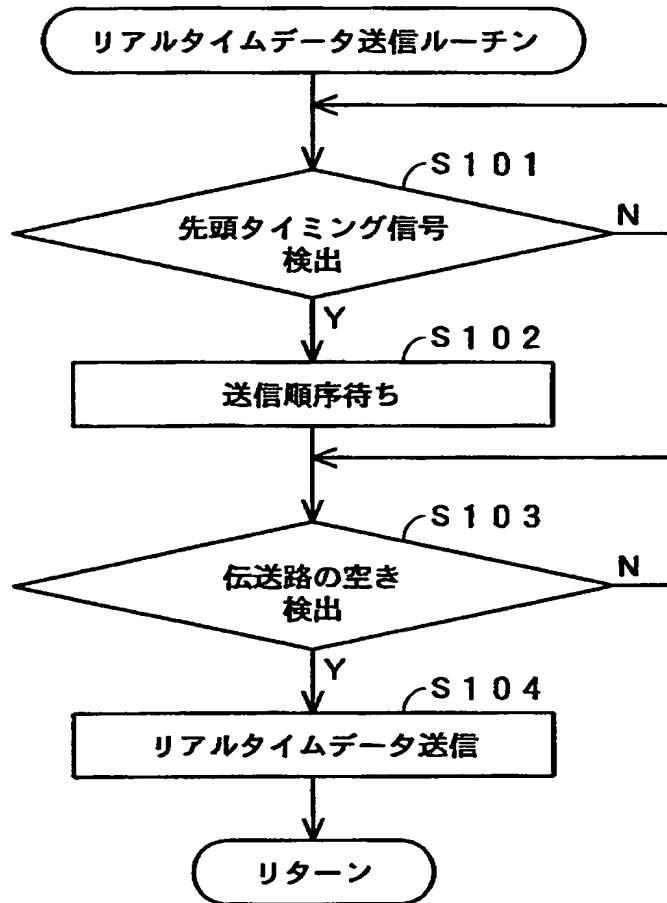 リアルタイムデータ送信ルーチン
S101
先頭タイミング信号
検出
N
Y
S102
送信順序待ち
S103
伝送路の空き
検出
N
Y
S104
リアルタイムデータ送信
リターン